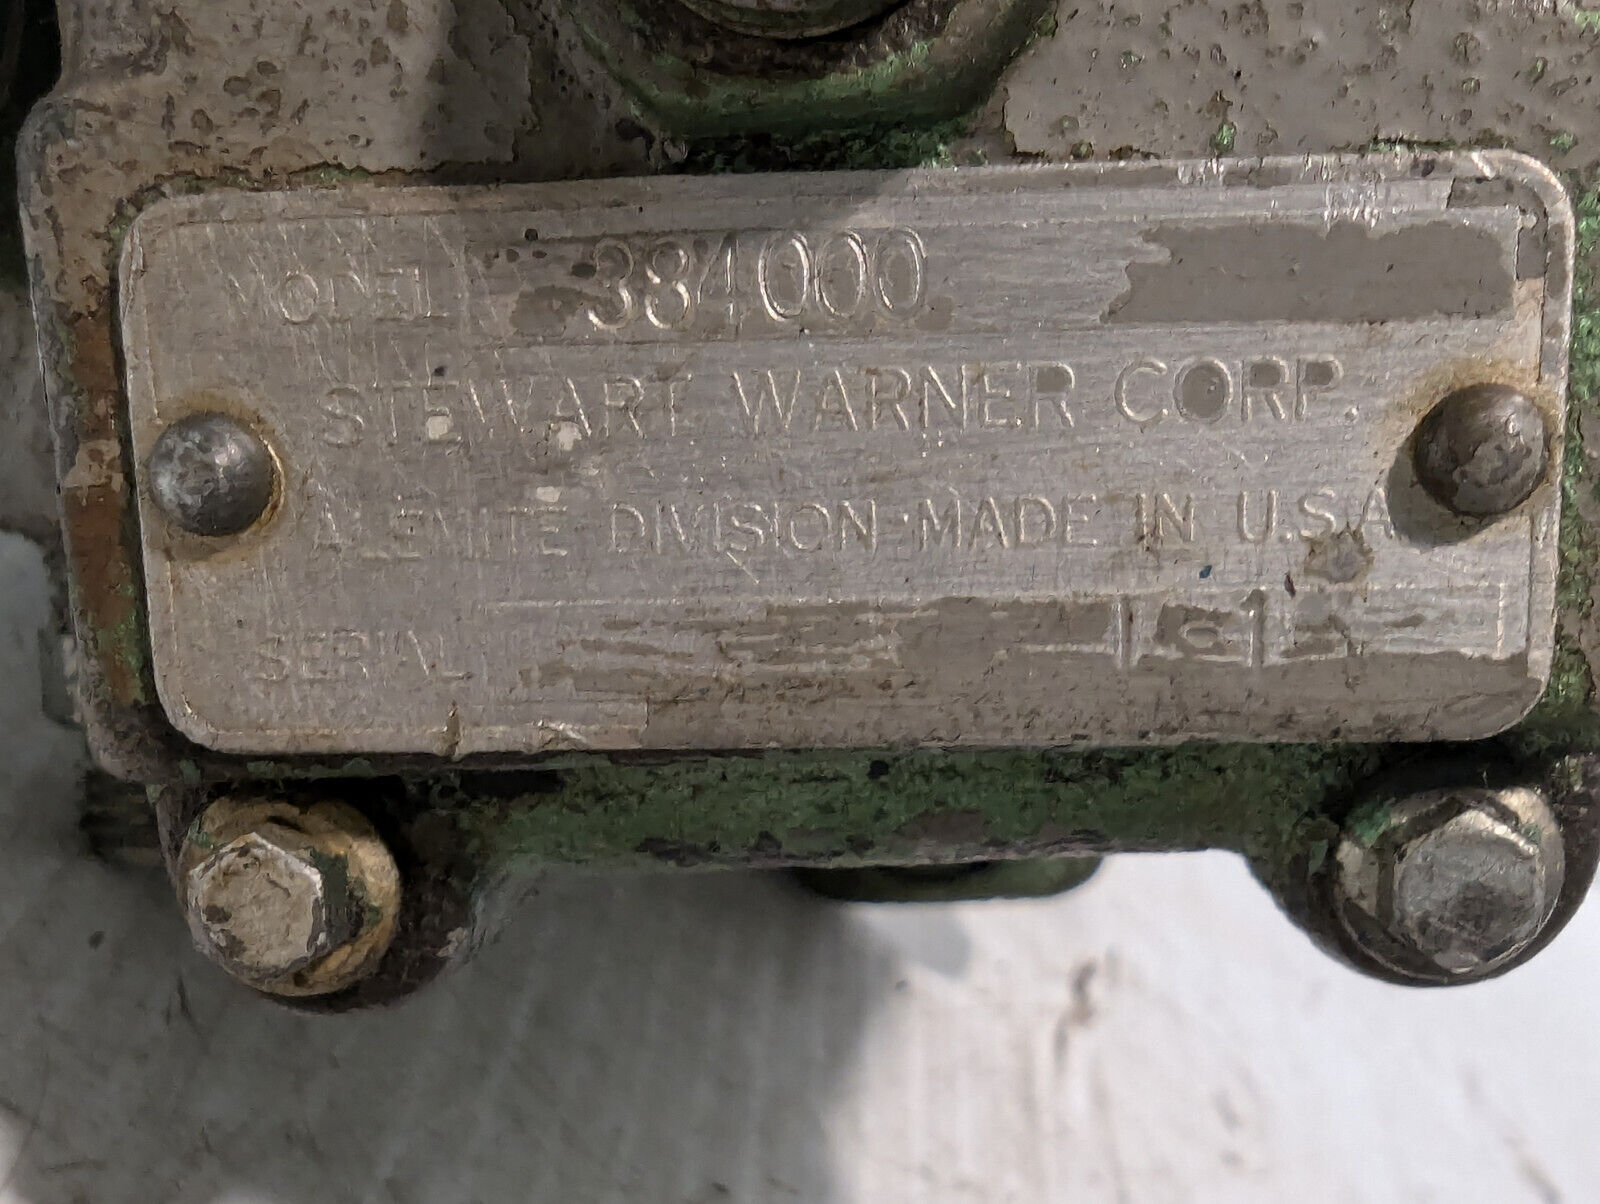 MODEL 384000
STEWART WARNER CORP.
ALEMITE DIVISION · MADE IN U.S.A
SERIAL